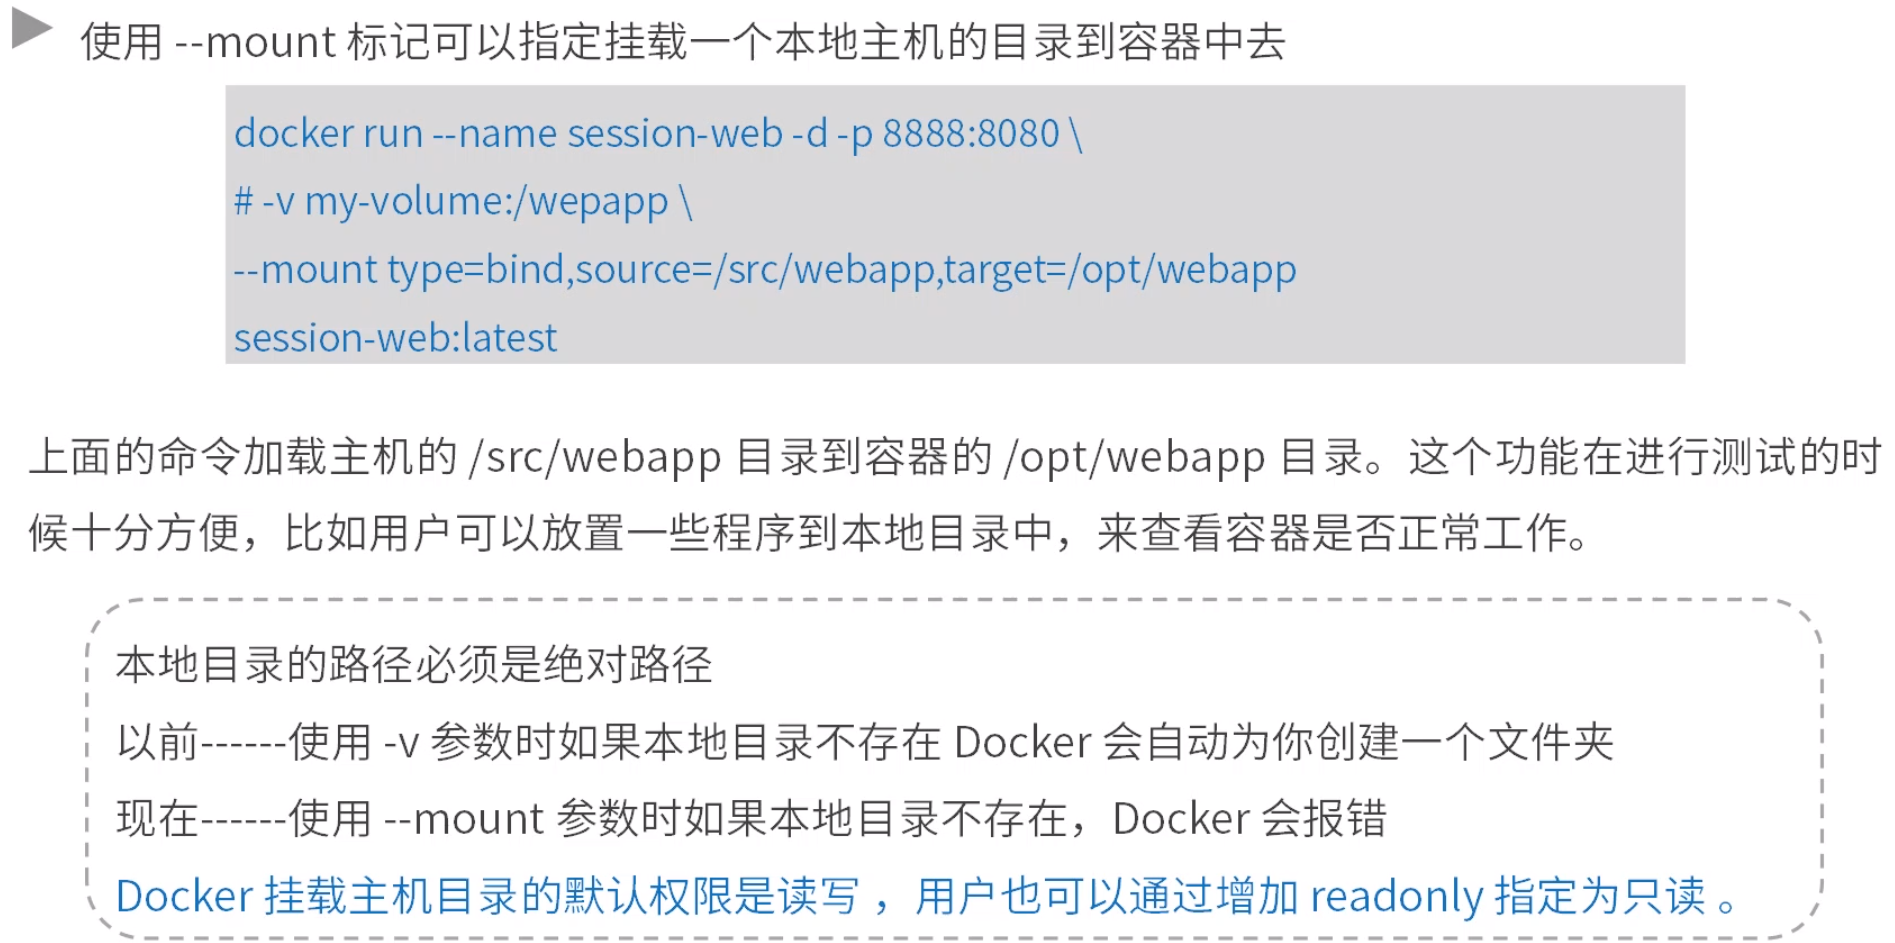 使用 --mount 标记可以指定挂载一个本地主机的目录到容器中去
docker run --name session-web -d -p 8888:8080 \
# -v my-volume:/wepapp \
--mount type=bind,source=/src/webapp,target=/opt/webapp
session-web:latest
上面的命令加载主机的 /src/webapp 目录到容器的 /opt/webapp 目录。这个功能在进行测试的时
候十分方便，比如用户可以放置一些程序到本地目录中，来查看容器是否正常工作。
本地目录的路径必须是绝对路径
以前------使用 -v 参数时如果本地目录不存在 Docker 会自动为你创建一个文件夹
现在------使用 --mount 参数时如果本地目录不存在，Docker 会报错
Docker 挂载主机目录的默认权限是读写 ，用户也可以通过增加 readonly 指定为只读 。